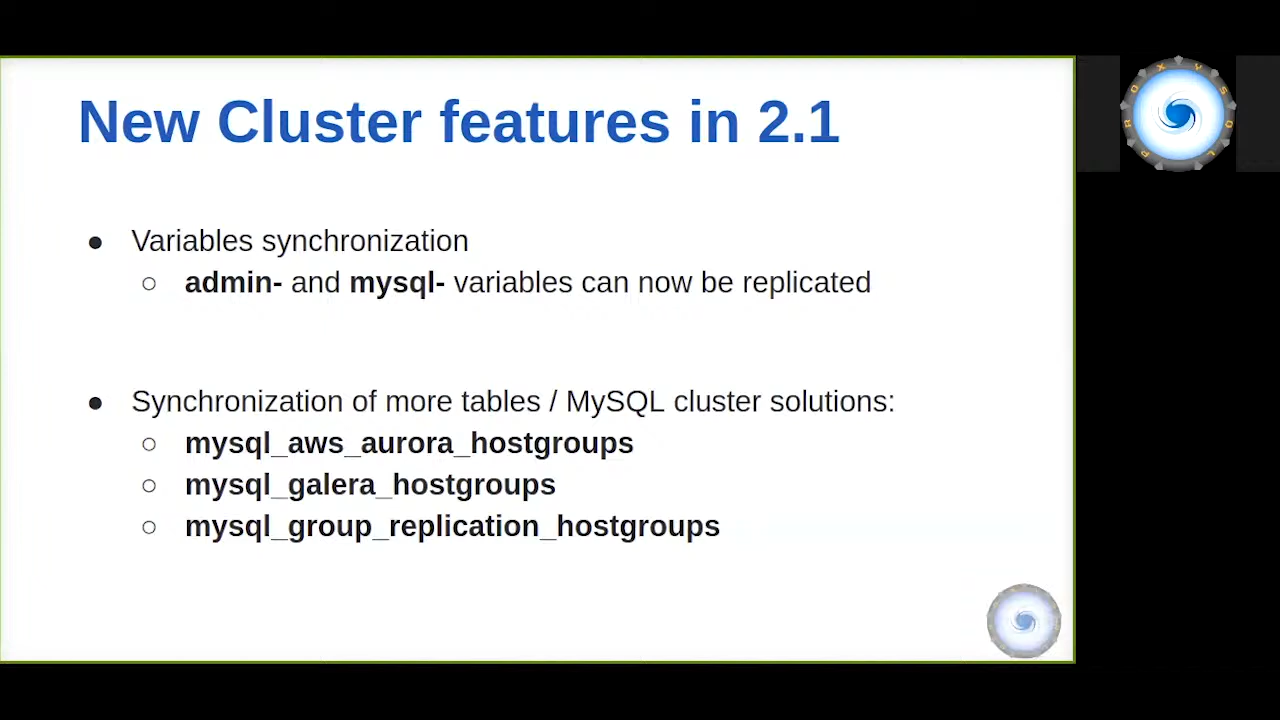 New Cluster features in 2.1
● Variables synchronization
○ admin- and mysql- variables can now be replicated
● Synchronization of more tables / MySQL cluster solutions:
○ mysql_aws_aurora_hostgroups
○ mysql_galera_hostgroups
○ mysql_group_replication_hostgroups
PROXYSQL